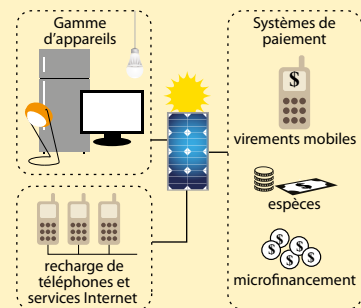 Gamme
d'appareils
recharge de
téléphones et
services Internet
Systèmes de
paiement
$
virements mobiles
$
espèces
$ $ $ $ $ $
microfinancement